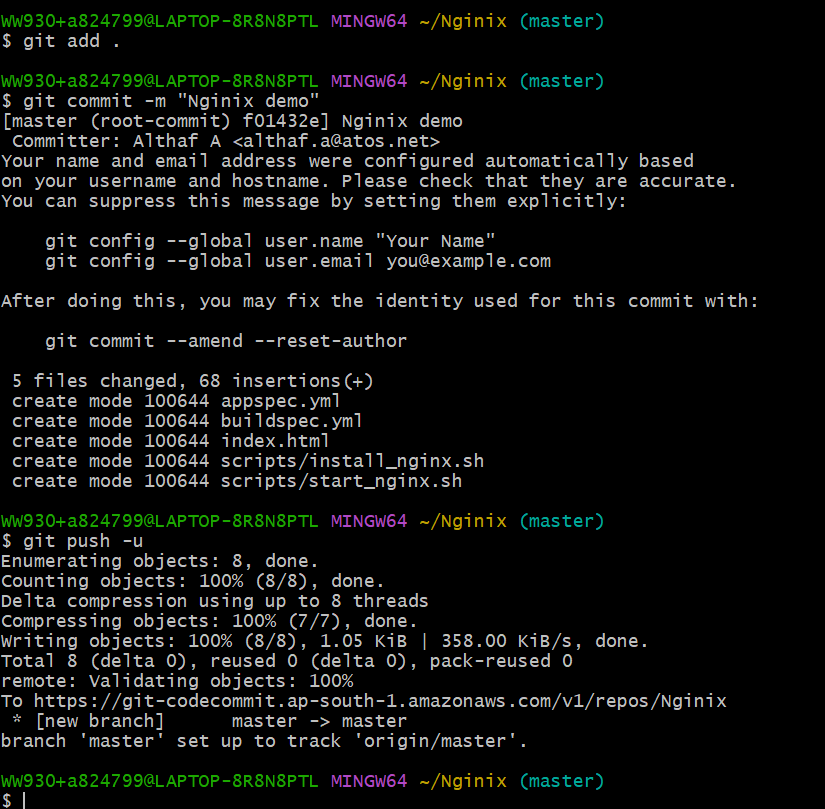 WW930+a824799@LAPTOP-8R8N8PTL MINGW64 ~/Nginix (master)
$ git add .
WW930+a824799@LAPTOP-8R8N8PTL MINGW64 ~/Nginix (master)
$ git commit -m "Nginix demo"
[master (root-commit) f01432e] Nginix demo
 Committer: Althaf A <althaf.a@atos.net>
Your name and email address were configured automatically based
on your username and hostname. Please check that they are accurate.
You can suppress this message by setting them explicitly:
    git config --global user.name "Your Name"
    git config --global user.email you@example.com
After doing this, you may fix the identity used for this commit with:
    git commit --amend --reset-author
 5 files changed, 68 insertions(+)
 create mode 100644 appspec.yml
 create mode 100644 buildspec.yml
 create mode 100644 index.html
 create mode 100644 scripts/install_nginx.sh
 create mode 100644 scripts/start_nginx.sh
WW930+a824799@LAPTOP-8R8N8PTL MINGW64 ~/Nginix (master)
$ git push -u
Enumerating objects: 8, done.
Counting objects: 100% (8/8), done.
Delta compression using up to 8 threads
Compressing objects: 100% (7/7), done.
Writing objects: 100% (8/8), 1.05 KiB | 358.00 KiB/s, done.
Total 8 (delta 0), reused 0 (delta 0), pack-reused 0
remote: Validating objects: 100%
To https://git-codecommit.ap-south-1.amazonaws.com/v1/repos/Nginix
 * [new branch]      master -> master
branch 'master' set up to track 'origin/master'.
WW930+a824799@LAPTOP-8R8N8PTL MINGW64 ~/Nginix (master)
$